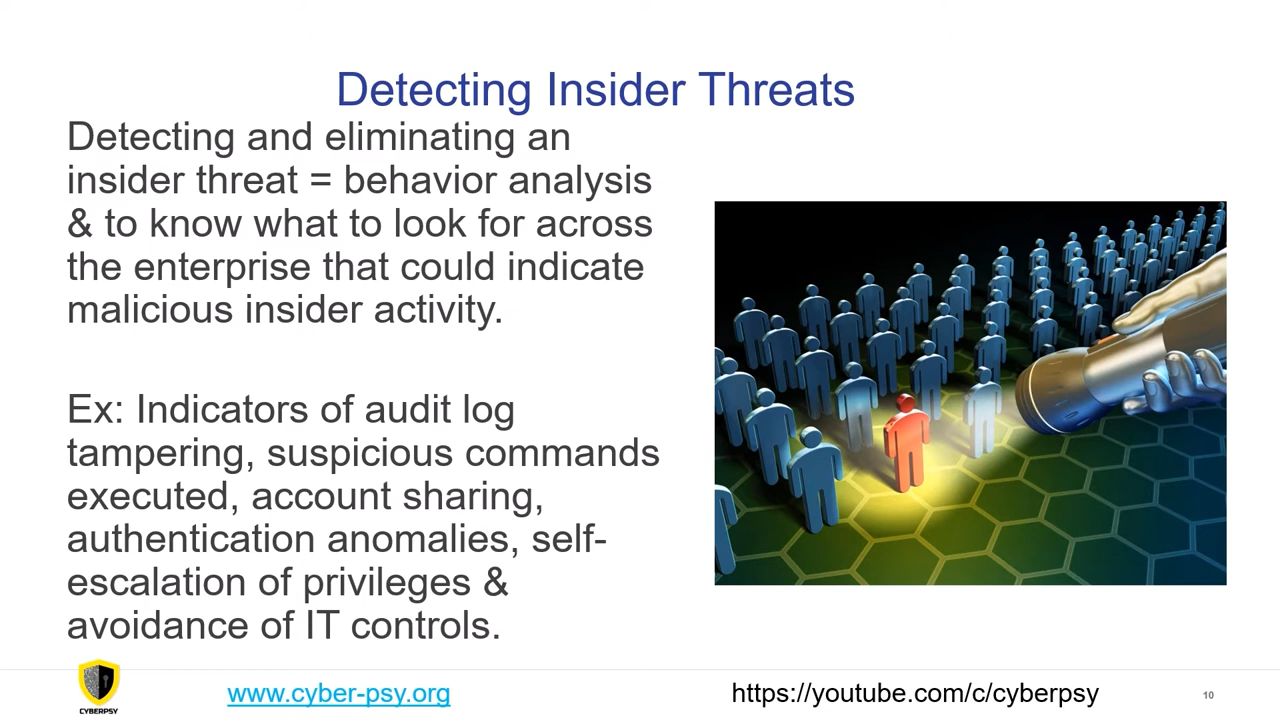 Detecting Insider Threats
Detecting and eliminating an
insider threat = behavior analysis
& to know what to look for across
the enterprise that could indicate
malicious insider activity.
Ex: Indicators of audit log
tampering, suspicious commands
executed, account sharing,
authentication anomalies, self-
escalation of privileges &
avoidance of IT controls.
CYBERPSY
www.cyber-psy.org
https://youtube.com/c/cyberpsy
10